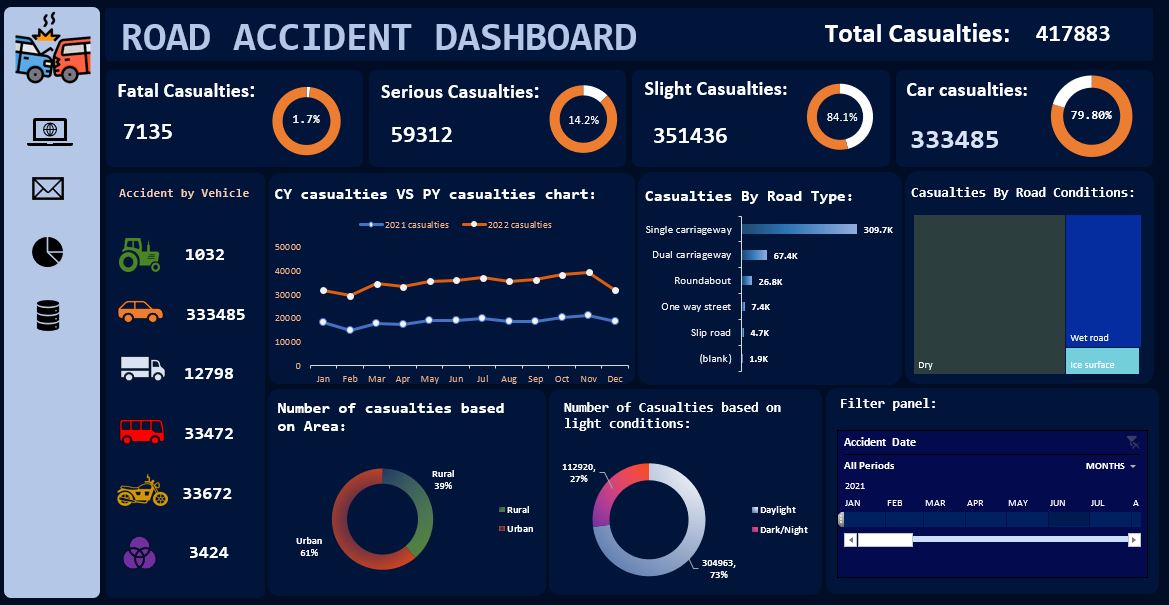 ROAD ACCIDENT DASHBOARD
Total Casualties: 417883
Fatal Casualties:
7135
1.7%
Serious Casualties:
59312
14.2%
Slight Casualties:
351436
84.1%
Car casualties:
333485
79.80%
Accident by Vehicle
1032
333485
12798
33472
33672
3424
CY casualties VS PY casualties chart:
2021 casualties 2022 casualties
50000
40000
30000
20000
10000
0
Jan Feb Mar Apr May Jun Jul Aug Sep Oct Nov Dec
Casualties By Road Type:
Single carriageway 309.7K
Dual carriageway 67.4K
Roundabout 26.8K
One way street 7.4K
Slip road 4.7K
(blank) 1.9K
Casualties By Road Conditions:
Dry
Wet road
Ice surface
Number of casualties based
on Area:
Rural
39%
Urban
61%
Rural
Urban
Number of Casualties based on
light conditions:
112920,
27%
304963,
73%
Daylight
Dark/Night
Filter panel:
Accident Date
All Periods MONTHS
2021
JAN FEB MAR APR MAY JUN JUL A